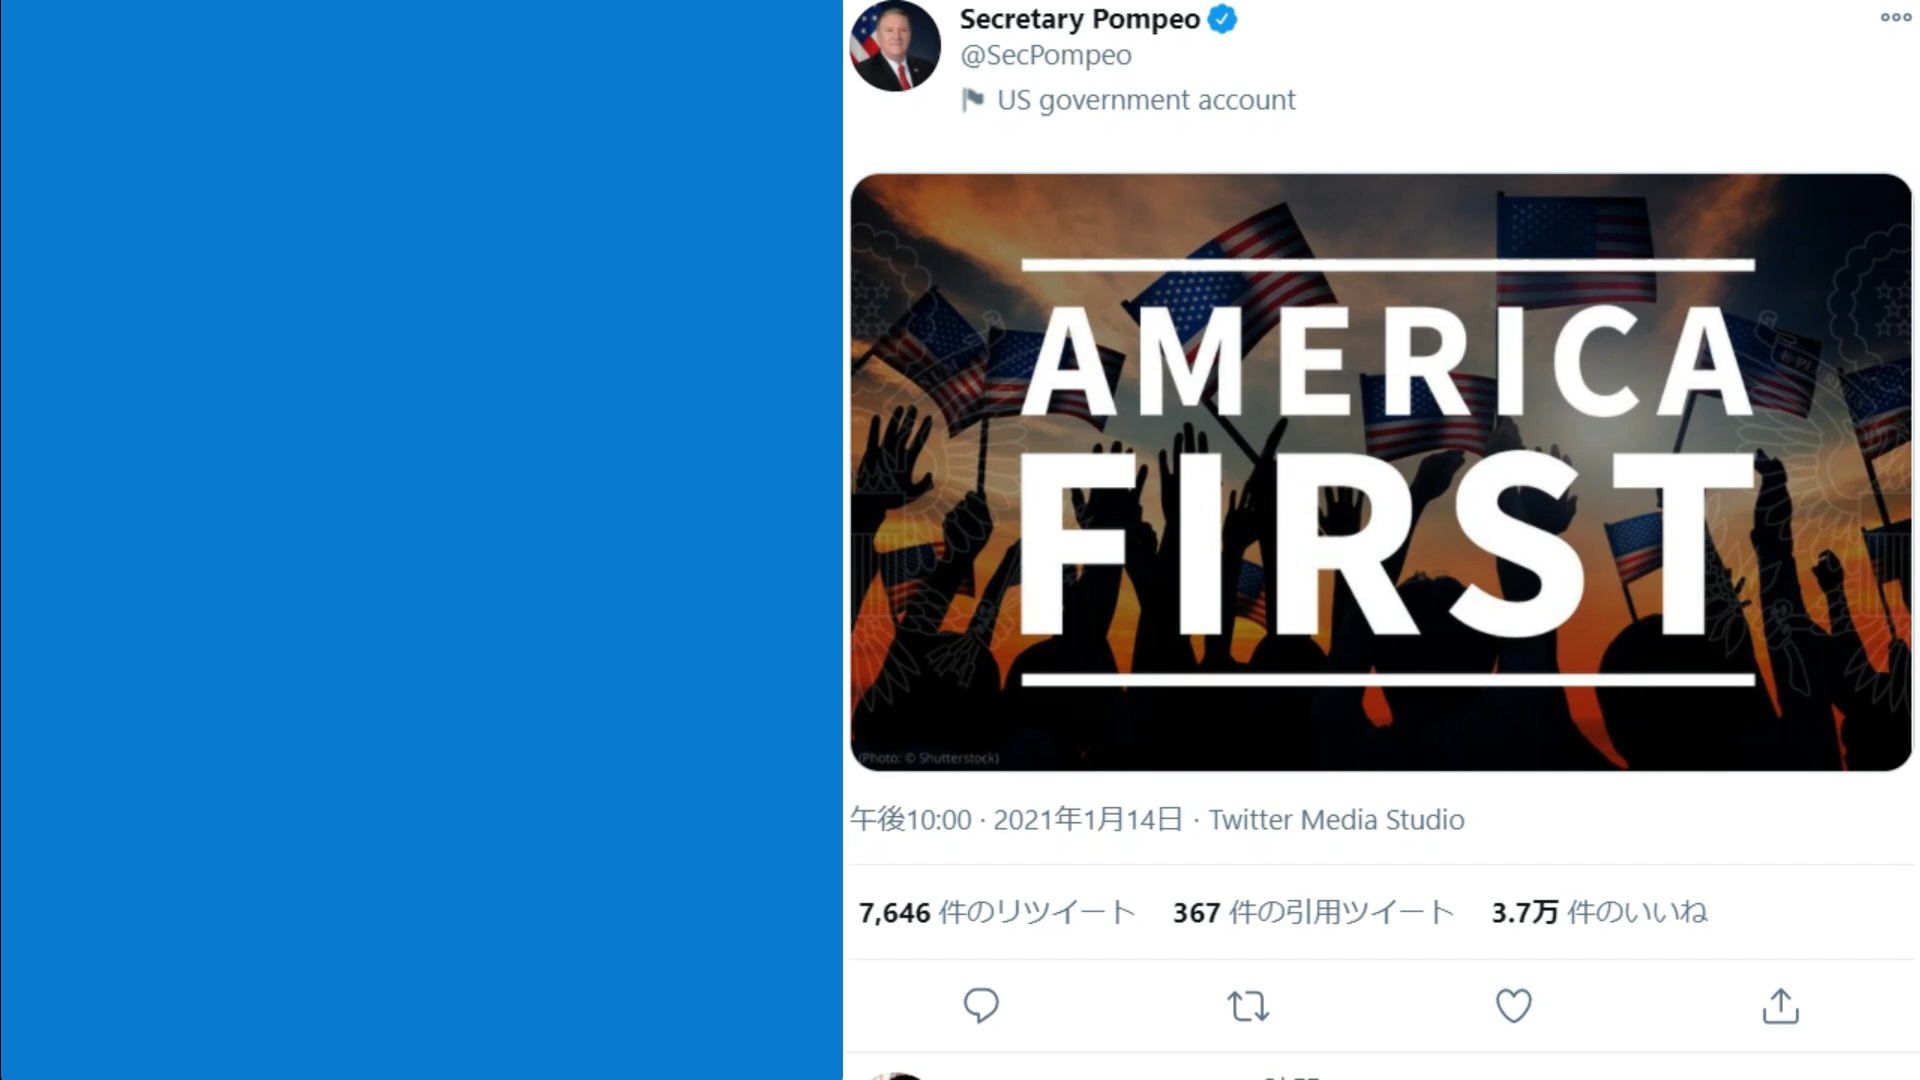 Secretary Pompeo
@SecPompeo
US government account
AMERICA
FIRST
(Photo: © Shutterstock)
午後10:00 · 2021年1月14日 · Twitter Media Studio
7,646 件のリツイート 367 件の引用ツイート 3.7万 件のいいね